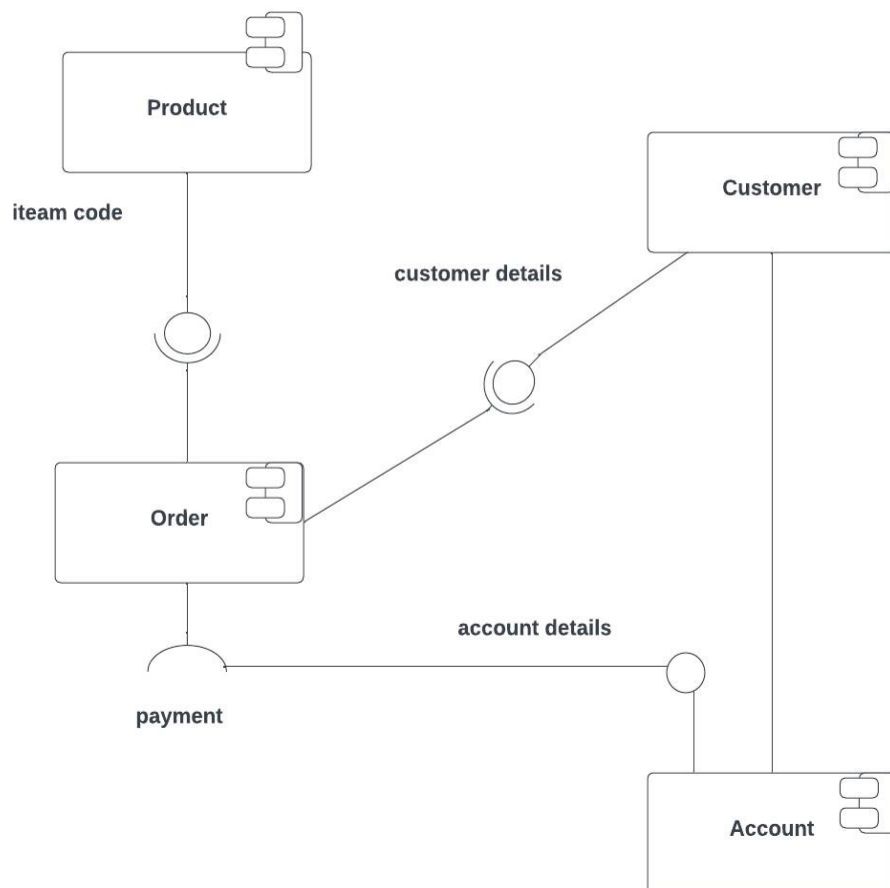 Product
iteam code
Customer
customer details
Order
account details
payment
Account